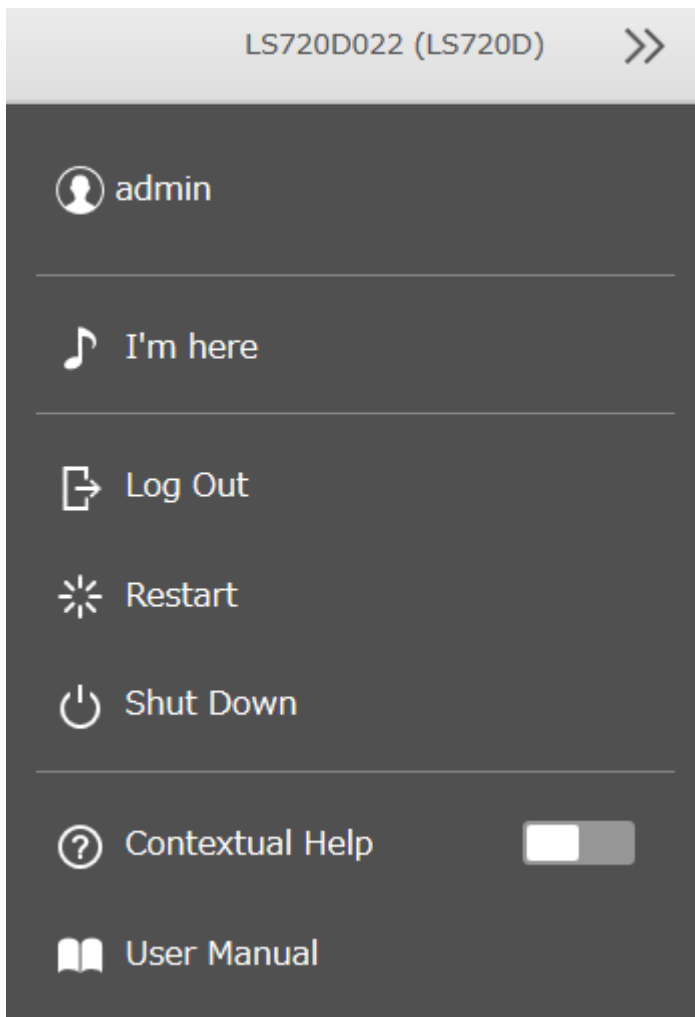 LS720D022 (LS720D)
admin
I'm here
Log Out
Restart
Shut Down
Contextual Help
User Manual